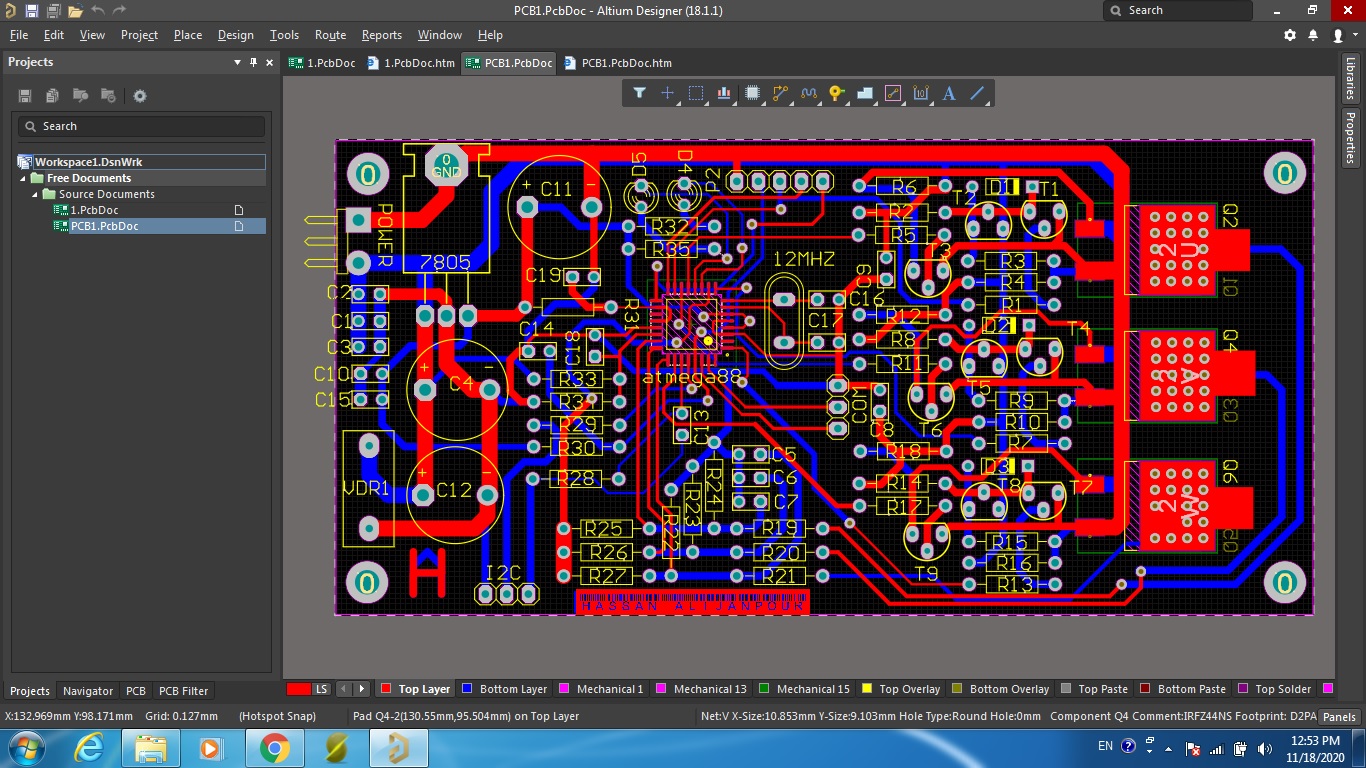 PCB1.PcbDoc - Altium Designer (18.1.1)
Search
File Edit View Project Place Design Tools Route Reports Window Help
Projects
1.PcbDoc 1.PcbDoc.htm PCB1.PcbDoc PCB1.PcbDoc.htm
Libraries
Properties
Search
Workspace1.DsnWrk
Free Documents
Source Documents
1.PcbDoc
PCB1.PcbDoc
0
GND
POWER
7805
C11
D5
D4
P2
R32
R35
12MHZ
C19
R31
C14
C18
C16
C17
C2
C1
C3
C10
C15
C4
C12
VDR1
atmega88
R33
R34
R29
R30
R28
C13
C5
C6
C7
R24
R23
R22
R25
R26
R27
R19
R20
R21
I2C
H
HASSAN ALIJANPOUR
COM
C8
R6
R2
R5
R12
R8
R11
R18
R14
R17
T2
D1
T1
R3
R4
R1
D2
T4
T5
T6
R9
R10
R7
D3
T8
T7
T9
R15
R16
R13
Q2
2
U
Q4
2
V
Q3
Q6
2
W
0
0
0
0
Projects Navigator PCB PCB Filter
LS Top Layer Bottom Layer Mechanical 1 Mechanical 13 Mechanical 15 Top Overlay Bottom Overlay Top Paste Bottom Paste Top Solder
X:132.969mm Y:98.171mm Grid: 0.127mm (Hotspot Snap) Pad Q4-2(130.55mm,95.504mm) on Top Layer Net:V X-Size:10.853mm Y-Size:9.103mm Hole Type:Round Hole:0mm Component Q4 Comment:IRFZ44NS Footprint: D2PA Panels
EN
12:53 PM
11/18/2020